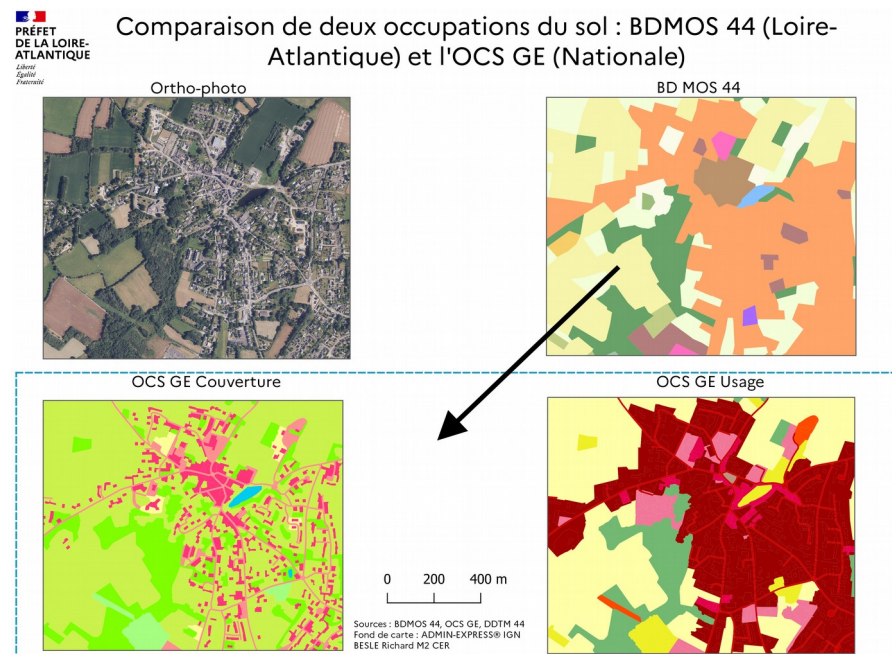 PRÉFET
DE LA LOIRE-
ATLANTIQUE
Liberté
Égalité
Fraternité
Comparaison de deux occupations du sol : BDMOS 44 (Loire-
Atlantique) et l'OCS GE (Nationale)
Ortho-photo
BD MOS 44
OCS GE Couverture
OCS GE Usage
0 200 400 m
Sources : BDMOS 44, OCS GE, DDTM 44
Fond de carte : ADMIN-EXPRESS® IGN
BESLE Richard M2 CER